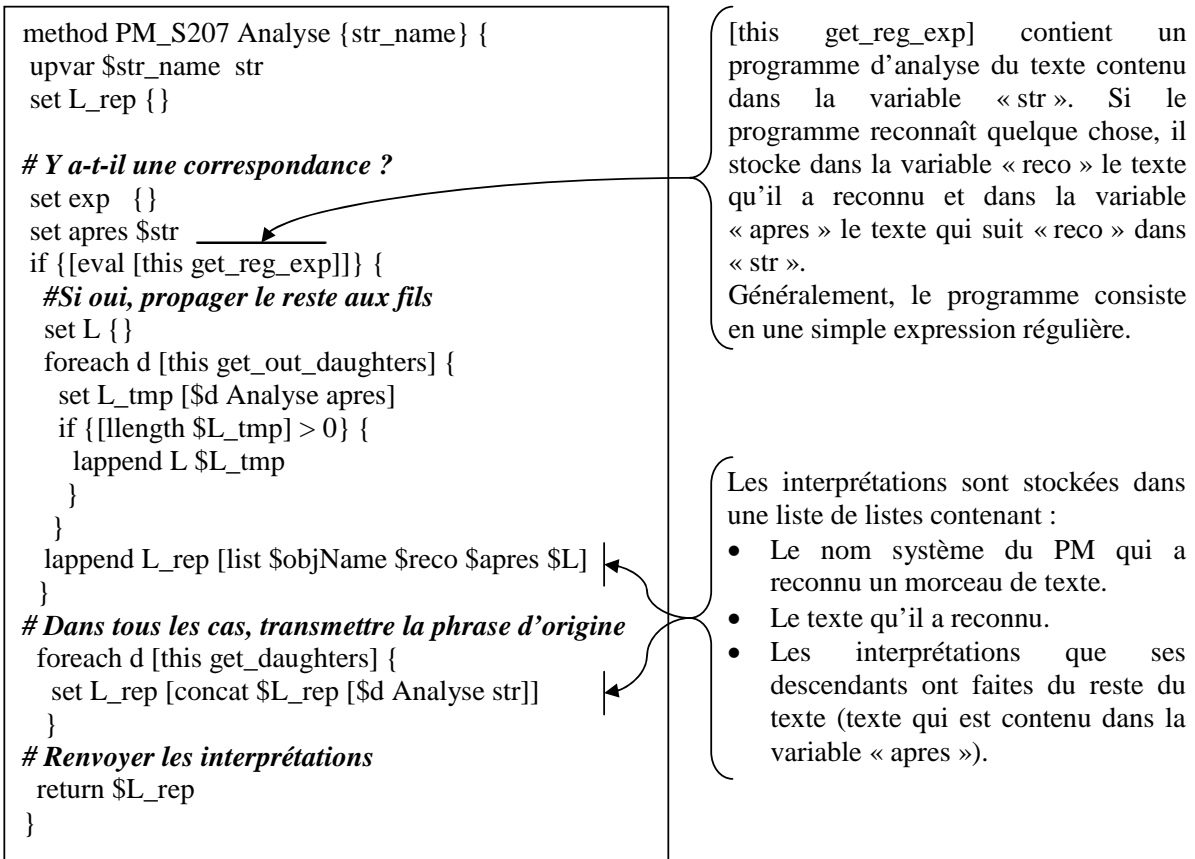 method PM_S207 Analyse {str_name} {
upvar $str_name str
set L_rep {}
# Y a-t-il une correspondance ?
set exp {}
set apres $str
if {[eval [this get_reg_exp]]} {
#Si oui, propager le reste aux fils
set L {}
foreach d [this get_out_daughters] {
set L_tmp [$d Analyse apres]
if {[llength $L_tmp] > 0} {
lappend L $L_tmp
}
}
lappend L_rep [list $objName $reco $apres $L]
}
# Dans tous les cas, transmettre la phrase d'origine
foreach d [this get_daughters] {
set L_rep [concat $L_rep [$d Analyse str]]
}
# Renvoyer les interprétations
return $L_rep
}
[this get_reg_exp] contient un
programme d'analyse du texte contenu
dans la variable « str ». Si le
programme reconnaît quelque chose, il
stocke dans la variable « reco » le texte
qu'il a reconnu et dans la variable
« apres » le texte qui suit « reco » dans
« str ».
Généralement, le programme consiste
en une simple expression régulière.
Les interprétations sont stockées dans
une liste de listes contenant :
• Le nom système du PM qui a
reconnu un morceau de texte.
• Le texte qu'il a reconnu.
• Les interprétations que ses
descendants ont faites du reste du
texte (texte qui est contenu dans la
variable « apres »).